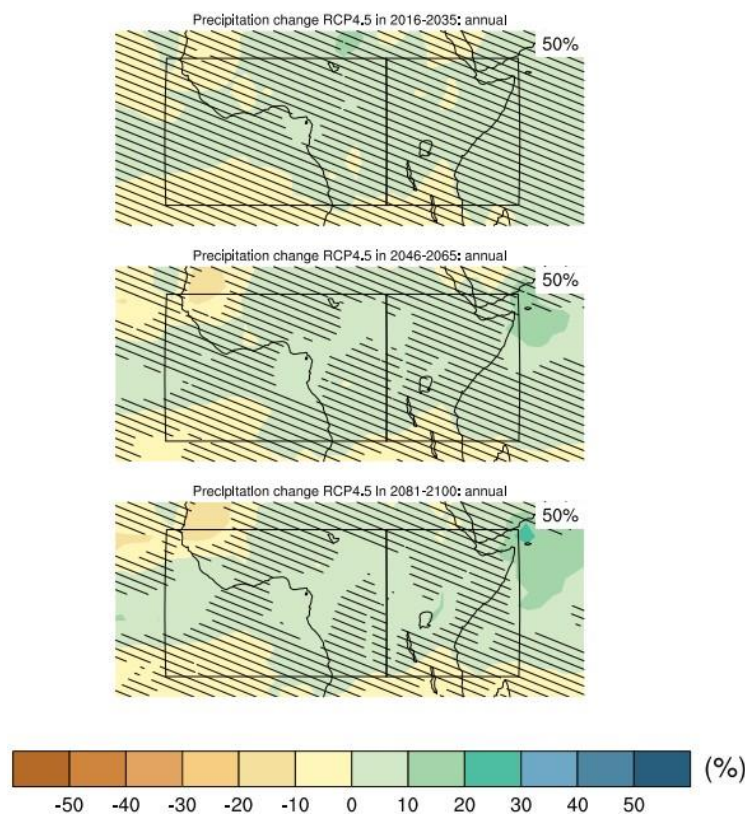 Precipitation change RCP4.5 in 2016-2035: annual
50%
Precipitation change RCP4.5 in 2046-2065: annual
50%
Precipitation change RCP4.5 in 2081-2100: annual
50%
(%)
-50 -40 -30 -20 -10 0 10 20 30 40 50